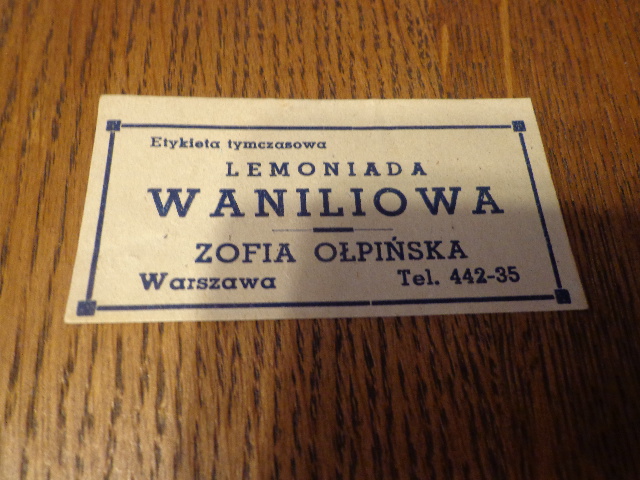 Etykieta tymczasowa
LEMONIADA
WANILIOWA
ZOFIA OŁPIŃSKA
Warszawa Tel. 442-35